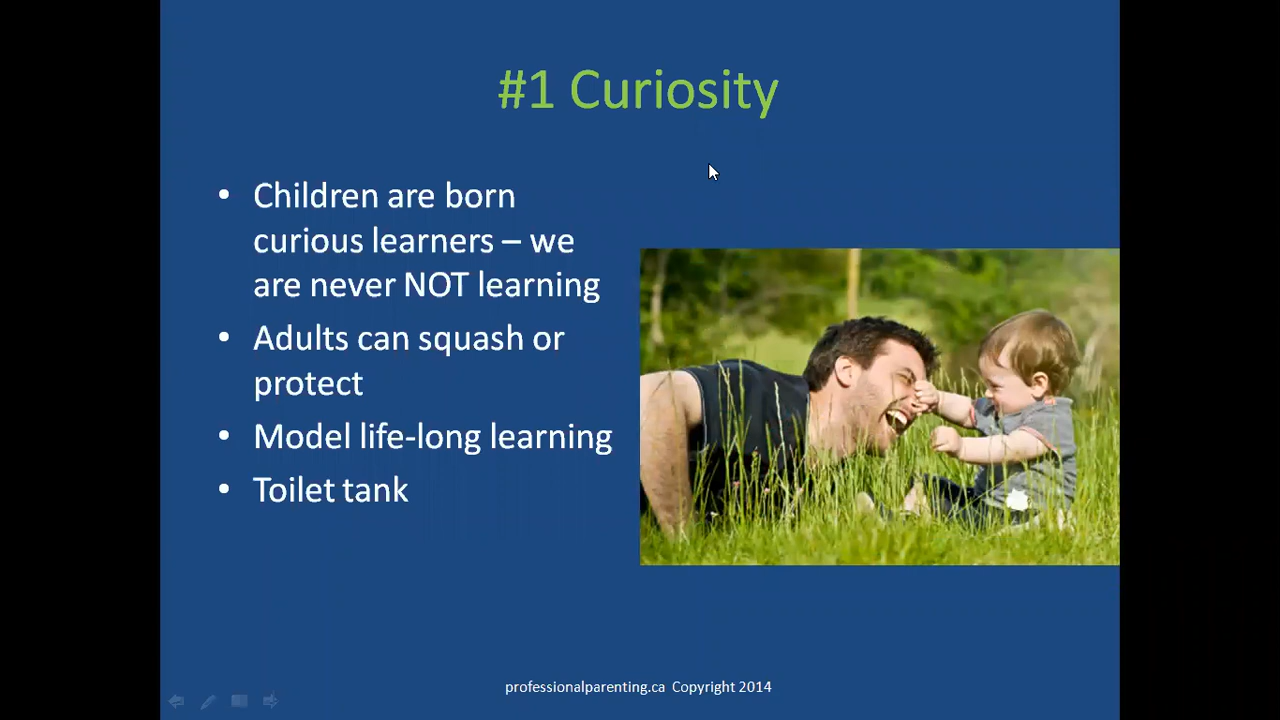 #1 Curiosity
• Children are born
curious learners – we
are never NOT learning
• Adults can squash or
protect
• Model life-long learning
• Toilet tank
professionalparenting.ca Copyright 2014